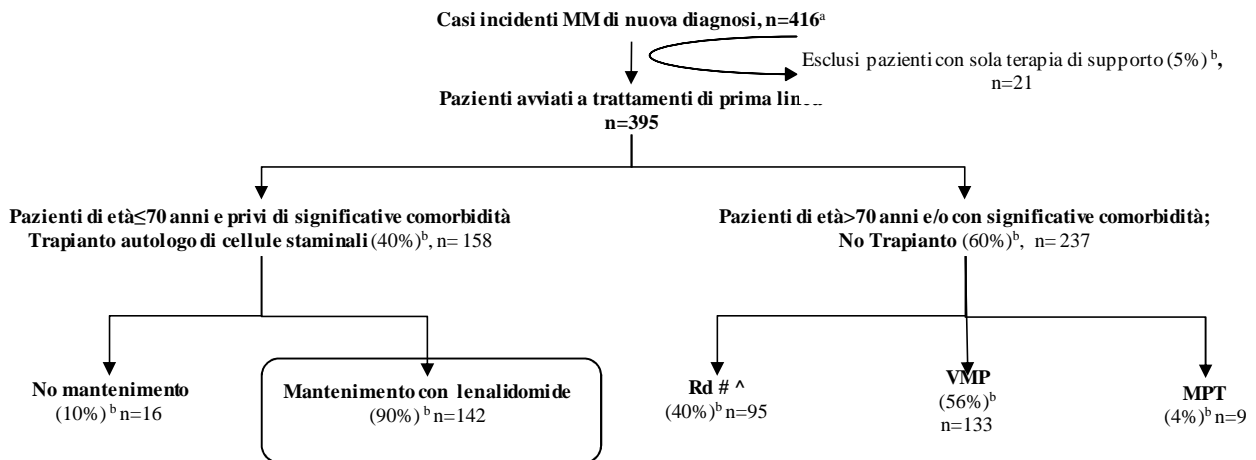 Casi incidenti MM di nuova diagnosi, n=416ᵃ
Esclusi pazienti con sola terapia di supporto (5%) ᵇ,
n=21
Pazienti avviati a trattamenti di prima
n=395
Pazienti di età≤70 anni e privi di significative comorbidità
Trapianto autologo di cellule staminali (40%)ᵇ, n= 158
Pazienti di età>70 anni e/o con significative comorbidità;
No Trapianto (60%)ᵇ, n= 237
No mantenimento
(10%) ᵇ n=16
Mantenimento con lenalidomide
(90%) ᵇ n=142
Rd # ^
(40%)ᵇ n=95
VMP
(56%)ᵇ
n=133
MPT
(4%)ᵇ n=9